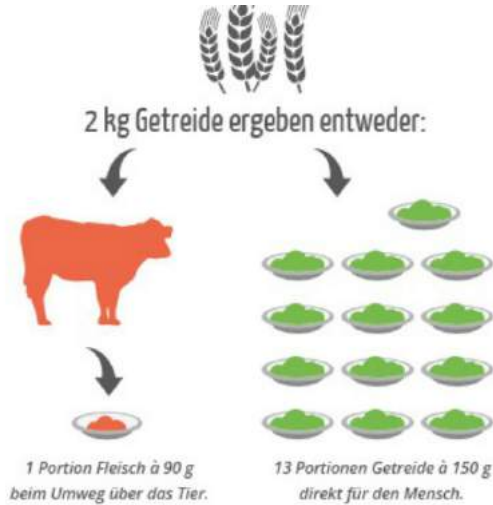 2 kg Getreide ergeben entweder:
1 Portion Fleisch à 90 g
beim Umweg über das Tier.
13 Portionen Getreide à 150 g
direkt für den Mensch.